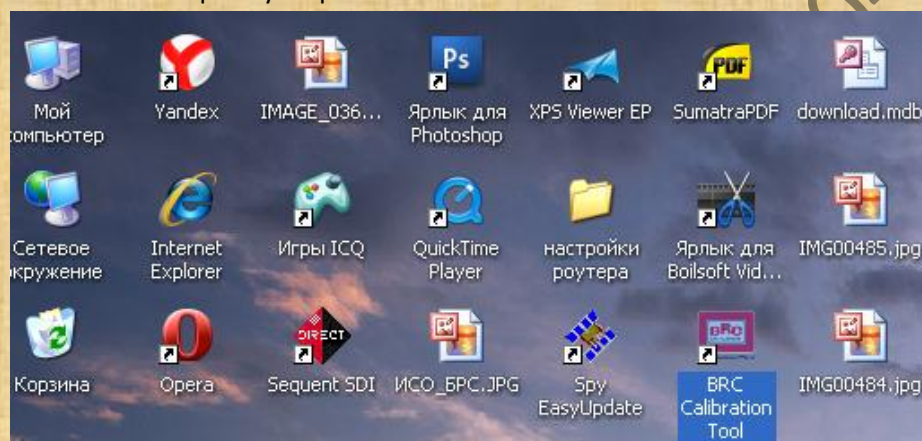 Мой Yandex IMAGE_036... Ярлык для XPS Viewer EP SumatraPDF download.mdb
компьютер Photoshop
Сетевое Internet Игры ICQ QuickTime настройки Ярлык для IMG00485.jpg
окружение Explorer Player роутера Boilsoft Vid...
Корзина Opera Sequent SDI ИСО_БРС.JPG Spy BRC IMG00484.jpg
EasyUpdate Calibration
Tool